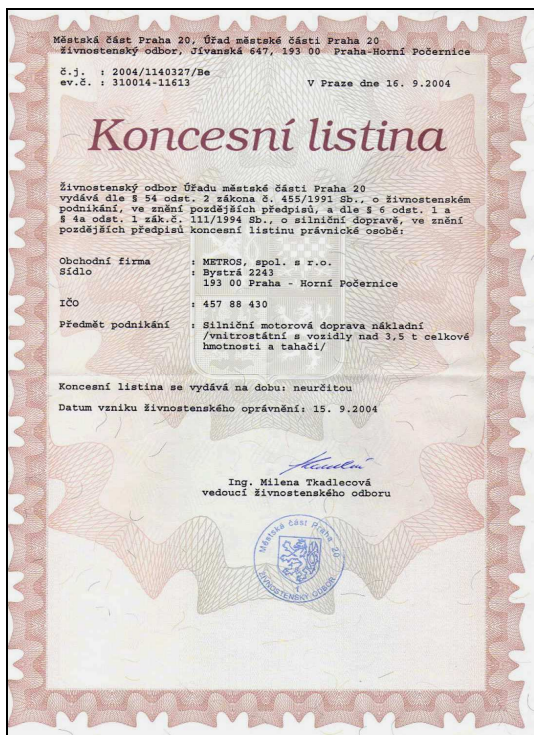 Městská část Praha 20, Úřad městské části Praha 20
živnostenský odbor, Jívanská 647, 193 00 Praha-Horní Počernice
č.j. : 2004/1140327/Be
ev.č. : 310014-11613 V Praze dne 16. 9.2004
Koncesní listina
Živnostenský odbor Úřadu městské části Praha 20
vydává dle § 54 odst. 2 zákona č. 455/1991 Sb., o živnostenském
podnikání, ve znění pozdějších předpisů, a dle § 6 odst. 1 a
§ 4a odst. 1 zák.č. 111/1994 Sb., o silniční dopravě, ve znění
pozdějších předpisů koncesní listinu právnické osobě:
Obchodní firma : METROS, spol. s r.o.
Sídlo : Bystrá 2243
193 00 Praha - Horní Počernice
IČO : 457 88 430
Předmět podnikání : Silniční motorová doprava nákladní
/vnitrostátní s vozidly nad 3,5 t celkové
hmotnosti a tahači/
Koncesní listina se vydává na dobu: neurčitou
Datum vzniku živnostenského oprávnění: 15. 9.2004
Ing. Milena Tkadlecová
vedoucí živnostenského odboru
Městská část Praha 20
ŽIVNOSTENSKÝ ODBOR
1